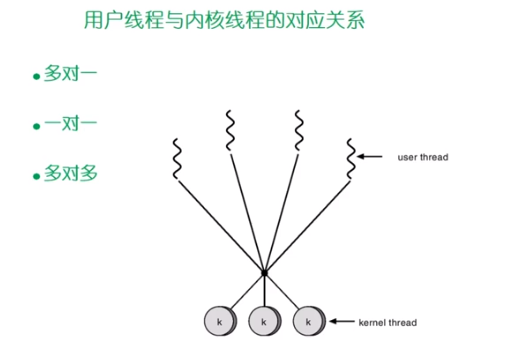 用户线程与内核线程的对应关系
•多对一
•一对一
•多对多
user thread
k k k
kernel thread